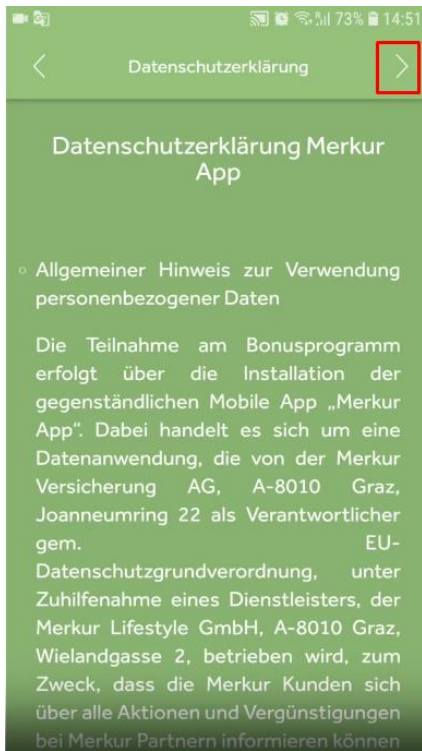 73% 14:51
Datenschutzerklärung
Datenschutzerklärung Merkur
App
Allgemeiner Hinweis zur Verwendung
personenbezogener Daten
Die Teilnahme am Bonusprogramm
erfolgt über die Installation der
gegenständlichen Mobile App „Merkur
App“. Dabei handelt es sich um eine
Datenanwendung, die von der Merkur
Versicherung AG, A-8010 Graz,
Joanneumring 22 als Verantwortlicher
gem. EU-
Datenschutzgrundverordnung, unter
Zuhilfenahme eines Dienstleisters, der
Merkur Lifestyle GmbH, A-8010 Graz,
Wielandgasse 2, betrieben wird, zum
Zweck, dass die Merkur Kunden sich
über alle Aktionen und Vergünstigungen
bei Merkur Partnern informieren können